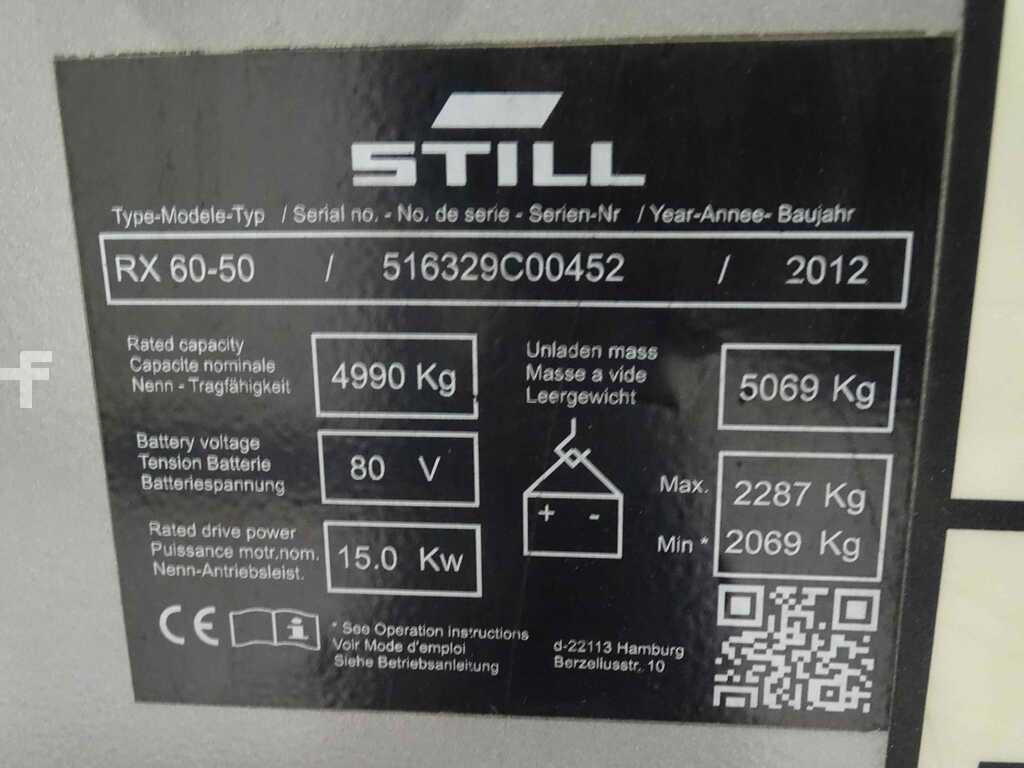 STILL
Type-Modele-Typ / Serial no. - No. de serie - Serien-Nr / Year-Annee- Baujahr
RX 60-50 / 516329C00452 / 2012
Rated capacity
Capacite nominale
Nenn - Tragfähigkeit
4990 Kg
Unladen mass
Masse a vide
Leergewicht
5069 Kg
Battery voltage
Tension Batterie
Batteriespannung
80 V
+ -
Max. 2287 Kg
Min * 2069 Kg
Rated drive power
Puissance motr.nom.
Nenn-Antriebsleist.
15.0 Kw
CE
i
* See Operation instructions
Voir Mode d'emploi
Siehe Betriebsanleitung
d-22113 Hamburg
Berzeliusstr. 10
f